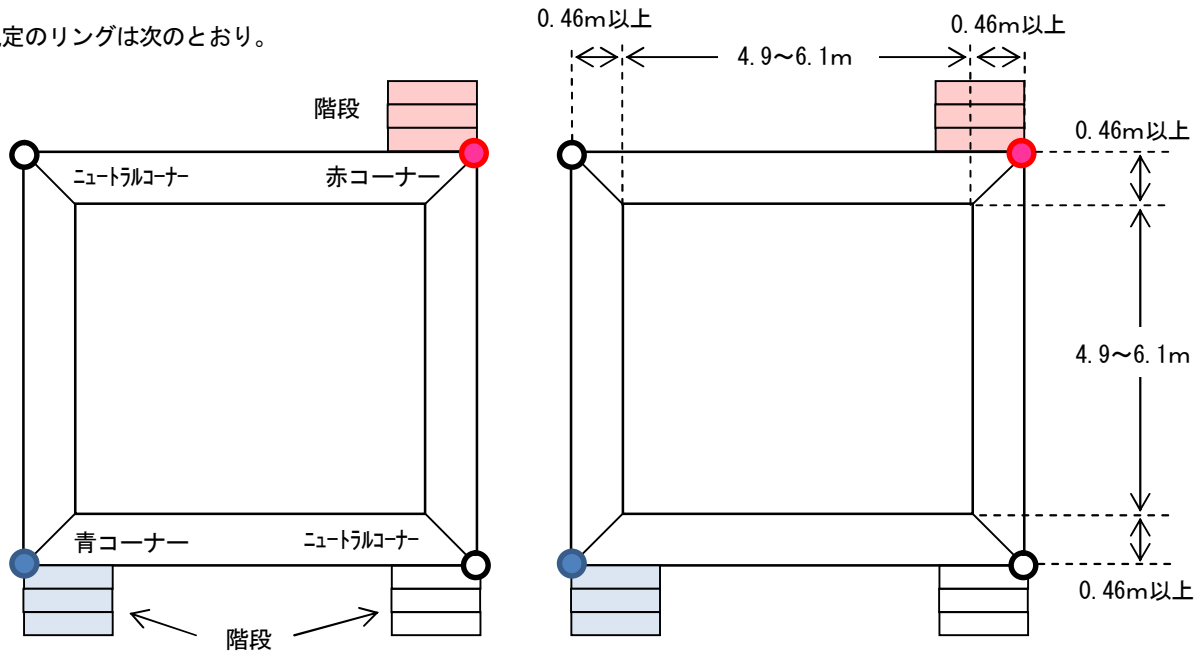 定のリングは次のとおり。
階段
ニュートラルコーナー
赤コーナー
青コーナー
ニュートラルコーナー
階段
0.46m以上
4.9～6.1m
0.46m以上
0.46m以上
4.9～6.1m
0.46m以上